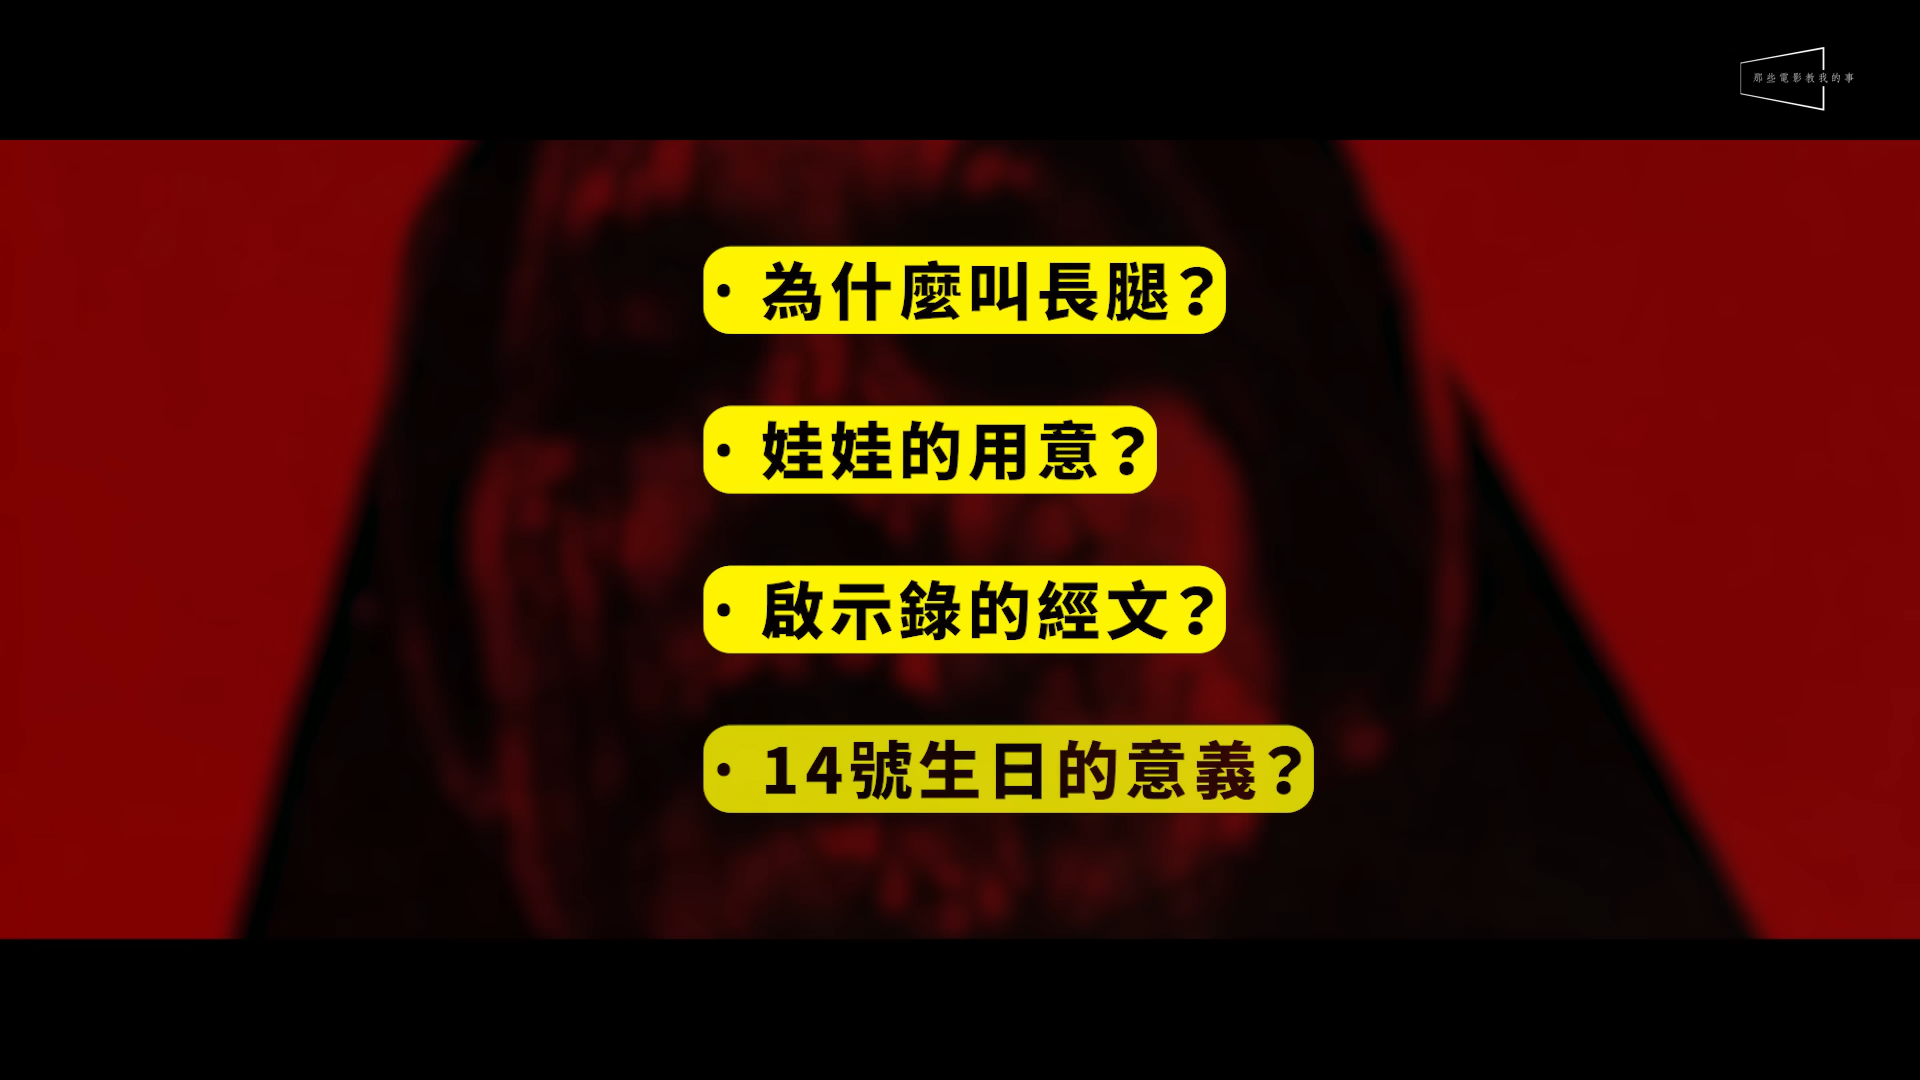 那些電影教我的事
· 為什麼叫長腿？
· 娃娃的用意？
· 啟示錄的經文？
· 14號生日的意義？